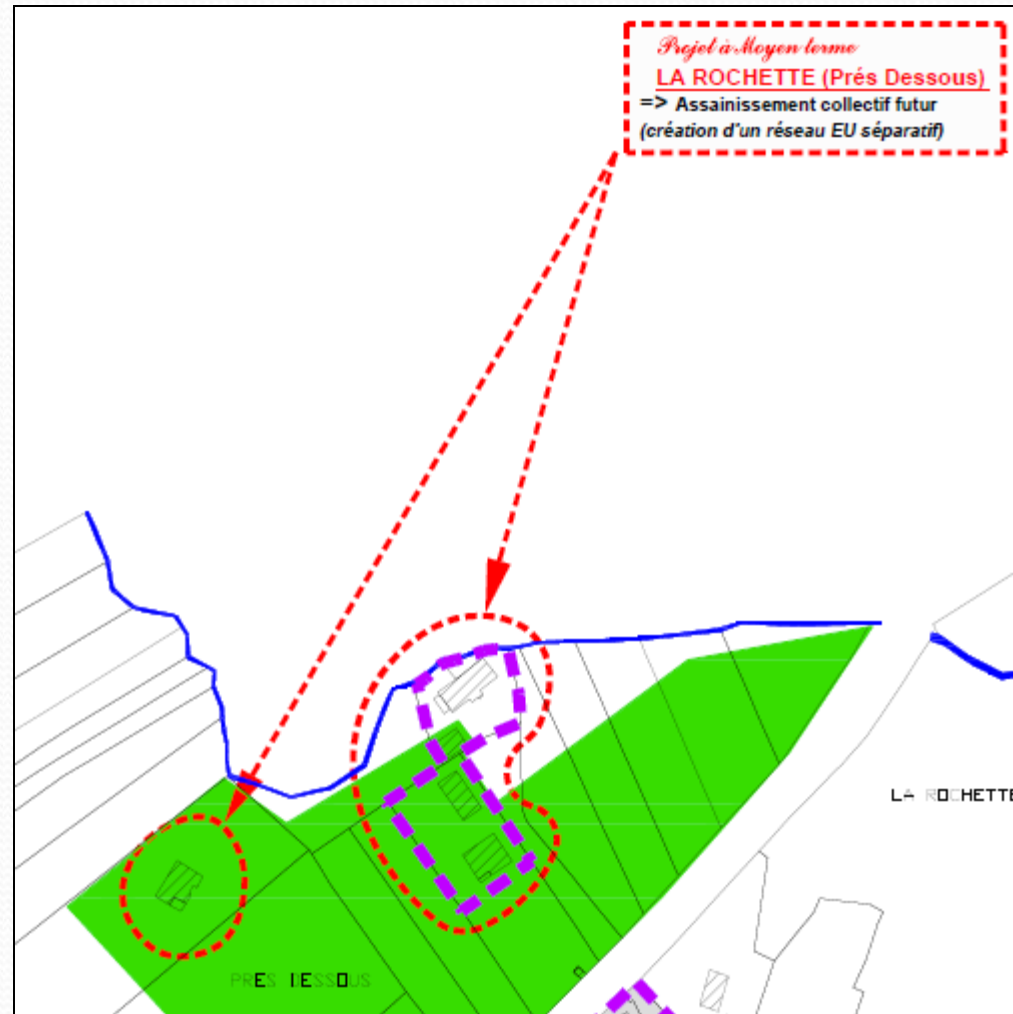 Projet à Moyen terme
LA ROCHETTE (Prés Dessous)
=> Assainissement collectif futur
(création d'un réseau EU séparatif)
LA ROCHETTE
PRES DESSOUS